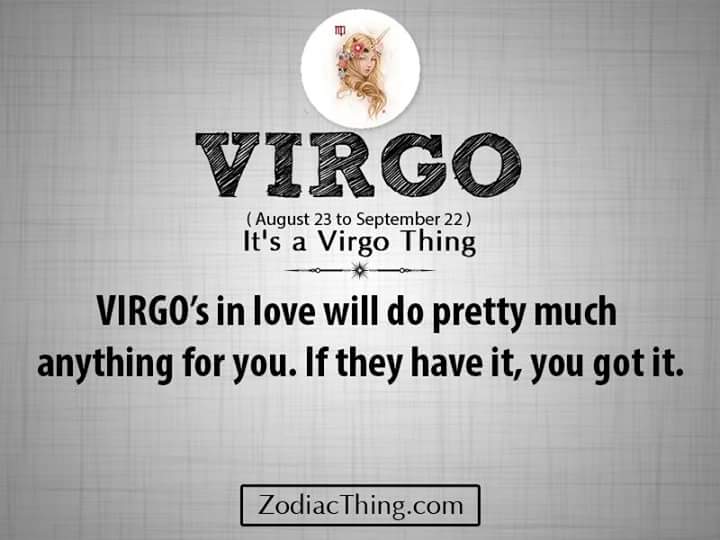 ♍
VIRGO
( August 23 to September 22 )
It's a Virgo Thing
VIRGO’s in love will do pretty much
anything for you. If they have it, you got it.
ZodiacThing.com